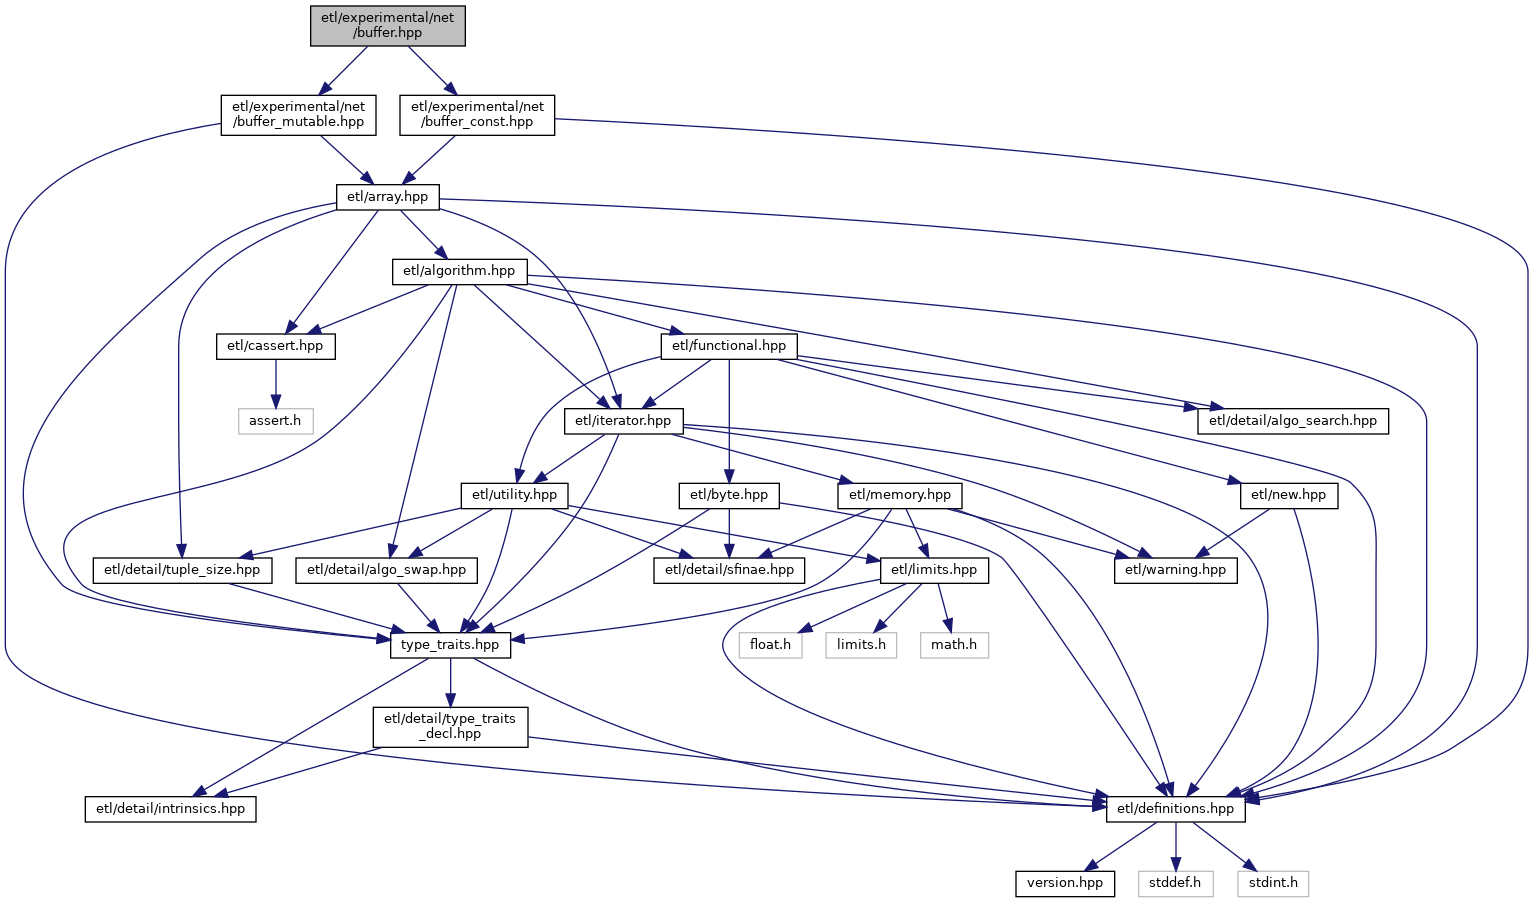 etl/experimental/net
/buffer.hpp
etl/experimental/net
/buffer_mutable.hpp
etl/experimental/net
/buffer_const.hpp
etl/array.hpp
etl/algorithm.hpp
etl/cassert.hpp
etl/functional.hpp
assert.h
etl/iterator.hpp
etl/detail/algo_search.hpp
etl/utility.hpp
etl/byte.hpp
etl/memory.hpp
etl/new.hpp
etl/detail/tuple_size.hpp
etl/detail/algo_swap.hpp
etl/detail/sfinae.hpp
etl/limits.hpp
etl/warning.hpp
type_traits.hpp
float.h
limits.h
math.h
etl/detail/type_traits
_decl.hpp
etl/detail/intrinsics.hpp
etl/definitions.hpp
version.hpp
stddef.h
stdint.h